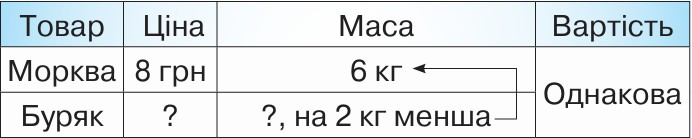 Товар Ціна Маса Вартість
Морква 8 грн 6 кг Однакова
Буряк ? ?, на 2 кг менша